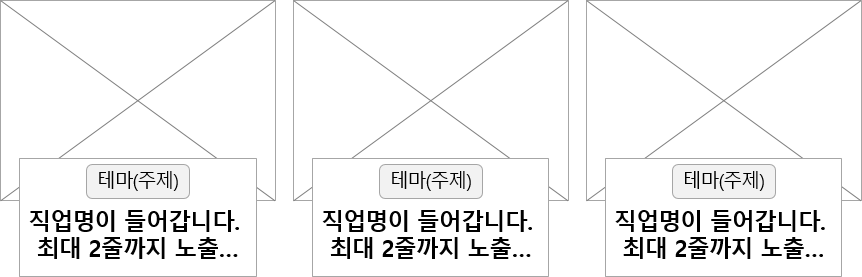 테마(주제)
직업명이 들어갑니다.
최대 2줄까지 노출...
테마(주제)
직업명이 들어갑니다.
최대 2줄까지 노출...
테마(주제)
직업명이 들어갑니다.
최대 2줄까지 노출...